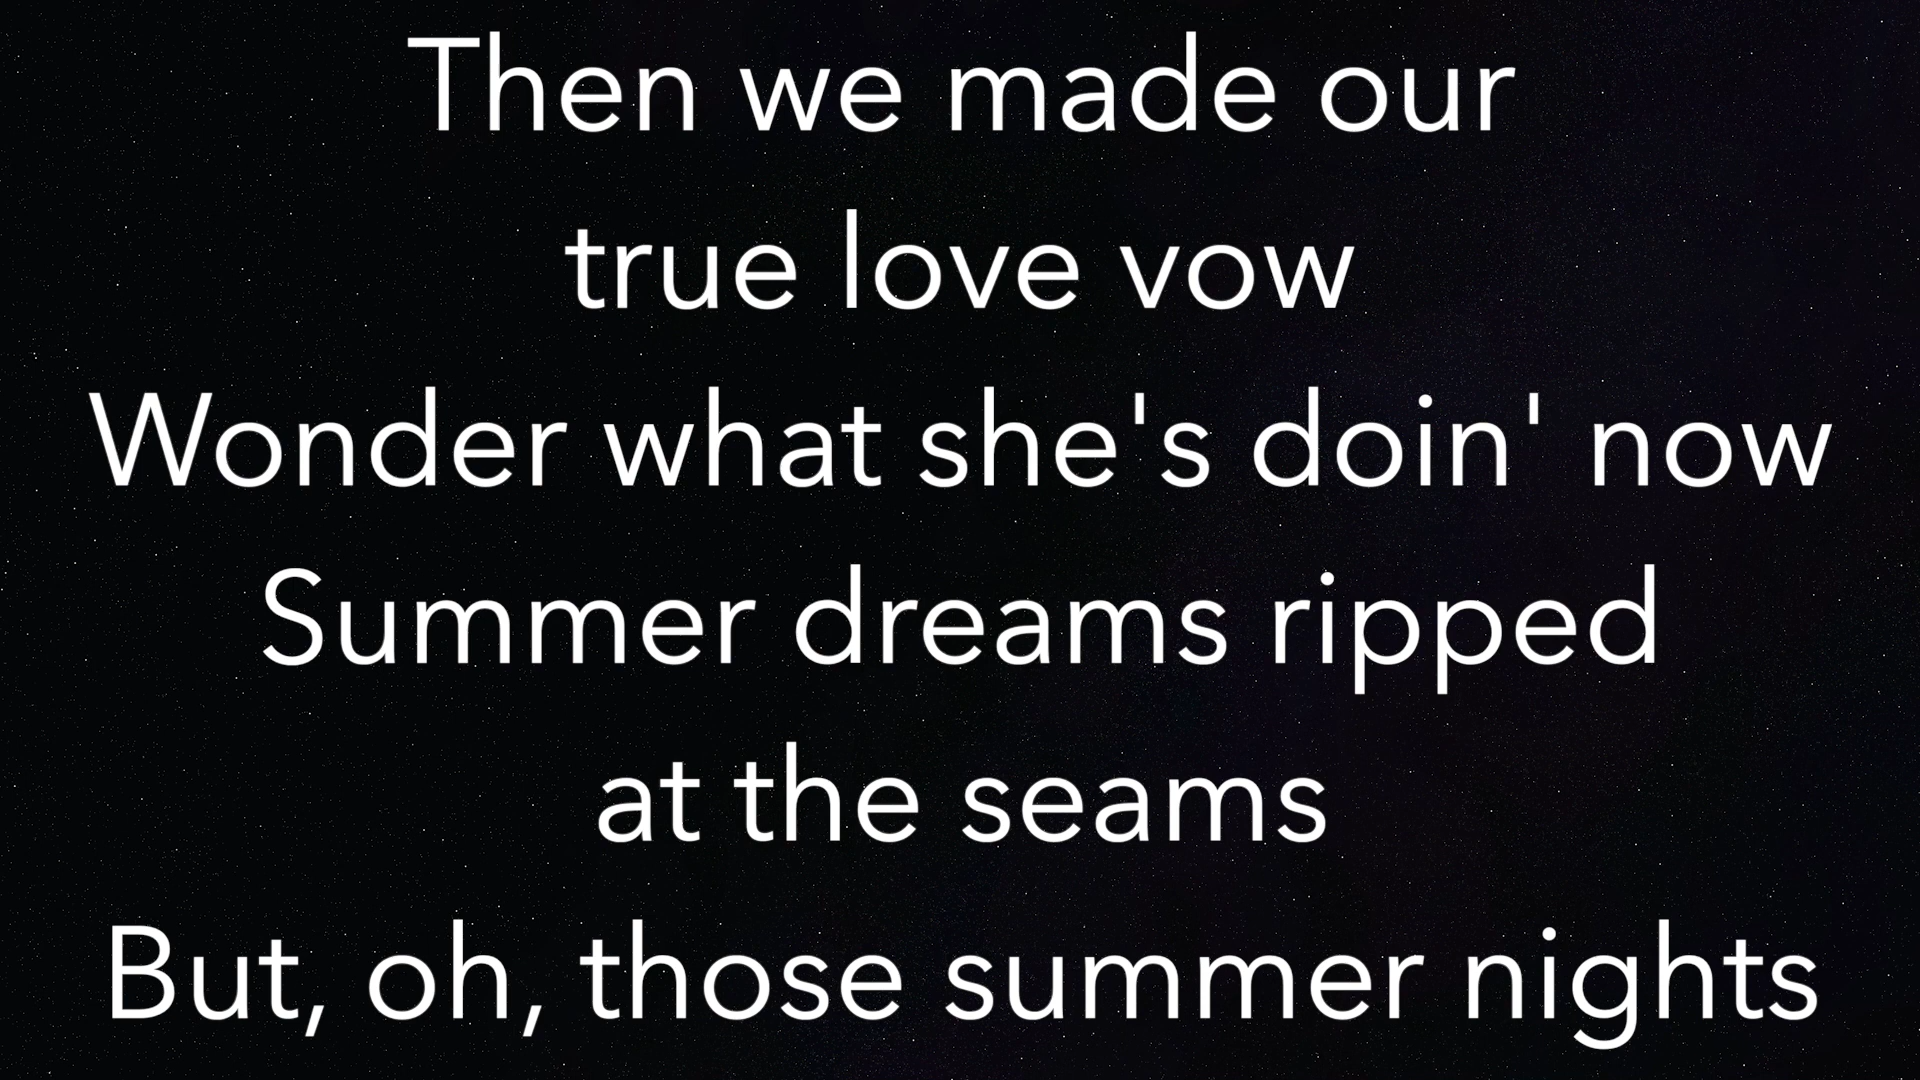 Then we made our
true love vow
Wonder what she's doin' now
Summer dreams ripped
at the seams
But, oh, those summer nights